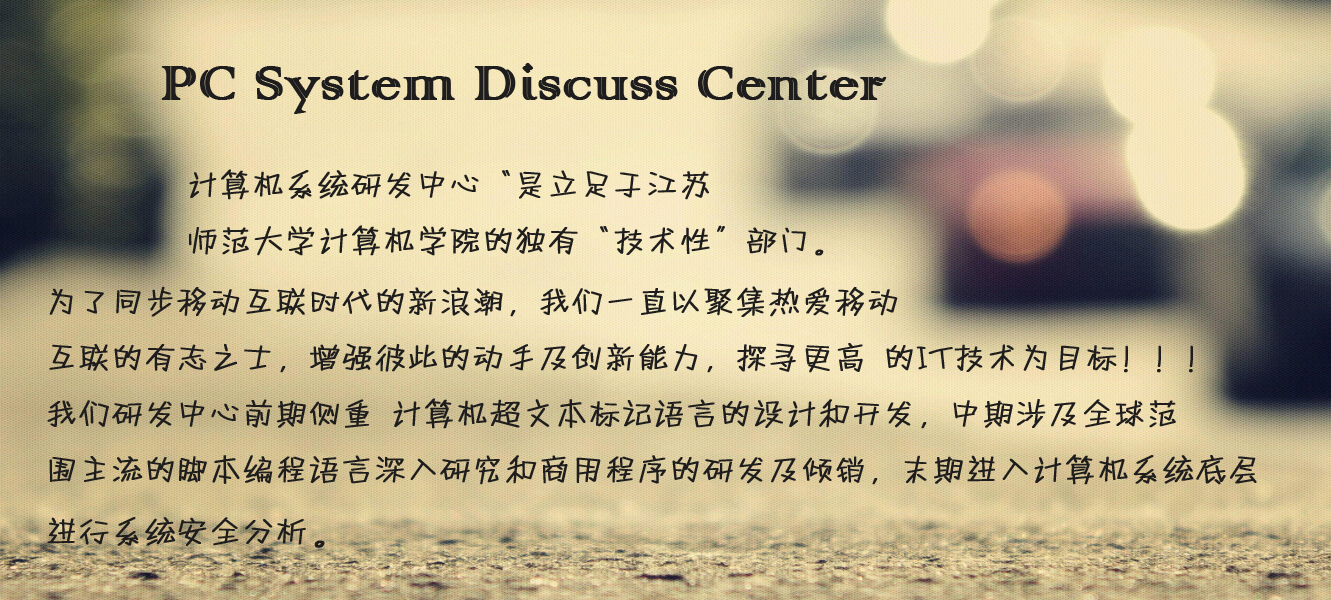 PC System Discuss Center
计算机系统研发中心“是立足于江苏
师范大学计算机学院的独有“技术性”部门。
为了同步移动互联时代的新浪潮，我们一直以聚集热爱移动
互联的有志之士，增强彼此的动手及创新能力，探寻更高 的IT技术为目标！！！
我们研发中心前期侧重 计算机超文本标记语言的设计和开发，中期涉及全球范
围主流的脚本编程语言深入研究和商用程序的研发及倾销，末期进入计算机系统底层
进行系统安全分析。